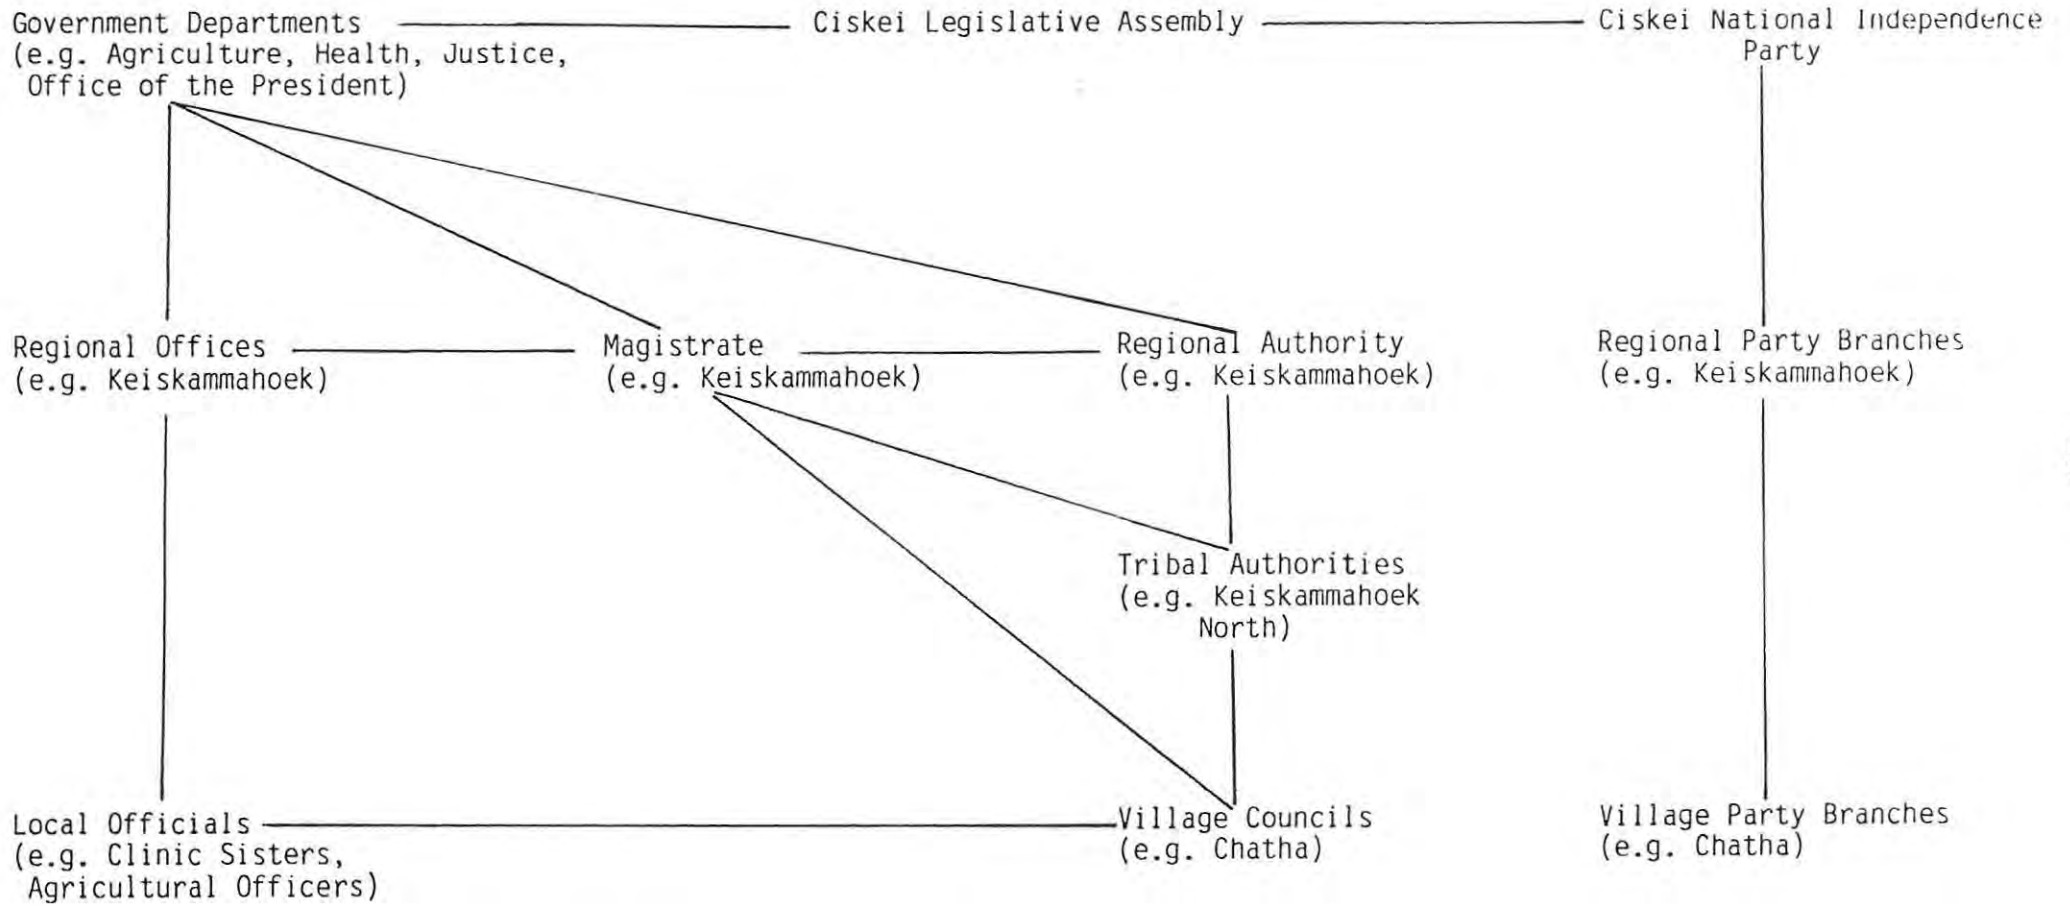 Government Departments
(e.g. Agriculture, Health, Justice,
Office of the President)
Ciskei Legislative Assembly
Ciskei National Independence
Party
Regional Offices
(e.g. Keiskammahoek)
Magistrate
(e.g. Keiskammahoek)
Regional Authority
(e.g. Keiskammahoek)
Regional Party Branches
(e.g. Keiskammahoek)
Tribal Authorities
(e.g. Keiskammahoek
North)
Local Officials
(e.g. Clinic Sisters,
Agricultural Officers)
Village Councils
(e.g. Chatha)
Village Party Branches
(e.g. Chatha)